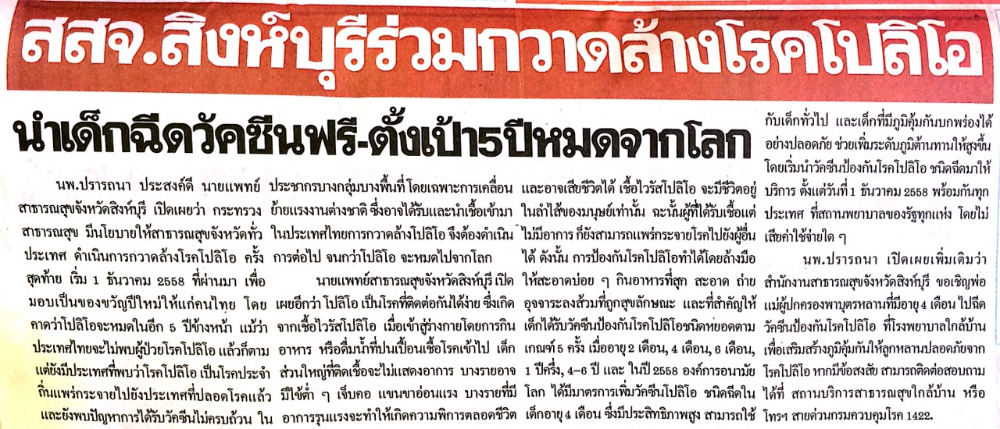 สสจ.สิงห์บุรีร่วมกวาดล้างโรคโปลิโอ
นำเด็กฉีดวัคซีนฟรี-ตั้งเป้า5ปีหมดจากโลก
นพ.ปรารถนา ประสงค์ดี นายแพทย์
สาธารณสุขจังหวัดสิงห์บุรี เปิดเผยว่า กระทรวง
สาธารณสุข มีนโยบายให้สาธารณสุขจังหวัดทั่ว
ประเทศ ดำเนินการกวาดล้างโรคโปลิโอ ครั้ง
สุดท้าย เริ่ม 1 ธันวาคม 2558 ที่ผ่านมา เพื่อ
มอบเป็นของขวัญปีใหม่ให้แก่คนไทย โดย
คาดว่าโปลิโอจะหมดในอีก 5 ปีข้างหน้า แม้ว่า
ประเทศไทยจะไม่พบผู้ป่วยโรคโปลิโอ แล้วก็ตาม
แต่ยังมีประเทศที่พบว่าโรคโปลิโอ เป็นโรคประจำ
ถิ่นแพร่กระจายไปยังประเทศที่ปลอดโรคแล้ว
และยังพบปัญหาการได้รับวัคซีนไม่ครบถ้วน ใน
ประชากรบางกลุ่มบางพื้นที่ โดยเฉพาะการเคลื่อน
ย้ายแรงงานต่างชาติ ซึ่งอาจได้รับและนำเชื้อเข้ามา
ในประเทศไทยการกวาดล้างโปลิโอ จึงต้องดำเนิน
การต่อไป จนกว่าโปลิโอ จะหมดไปจากโลก
นายแพทย์สาธารณสุขจังหวัดสิงห์บุรี เปิด
เผยอีกว่า โปลิโอ เป็นโรคที่ติดต่อกันได้ง่าย ซึ่งเกิด
จากเชื้อไวรัสโปลิโอ เมื่อเข้าสู่ร่างกายโดยการกิน
อาหาร หรือดื่มน้ำที่ปนเปื้อนเชื้อโรคเข้าไป เด็ก
ส่วนใหญ่ที่ติดเชื้อจะไม่แสดงอาการ บางรายอาจ
มีไข้ต่ำ ๆ เจ็บคอ แขนขาอ่อนแรง บางรายที่มี
อาการรุนแรงจะทำให้เกิดความพิการตลอดชีวิต
และอาจเสียชีวิตได้ เชื้อไวรัสโปลิโอ จะมีชีวิตอยู่
ในลำไส้ของมนุษย์เท่านั้น ฉะนั้นผู้ที่ได้รับเชื้อแต่
ไม่มีอาการ ก็ยังสามารถแพร่กระจายโรคไปยังผู้อื่น
ได้ ดังนั้น การป้องกันโรคโปลิโอทำได้โดยล้างมือ
ให้สะอาดบ่อย ๆ กินอาหารที่สุก สะอาด ถ่าย
อุจจาระลงส้วมที่ถูกสุขลักษณะ และที่สำคัญให้
เด็กได้รับวัคซีนป้องกันโรคโปลิโอชนิดหยอดตาม
เกณฑ์ 5 ครั้ง เมื่ออายุ 2 เดือน, 4 เดือน, 6 เดือน,
1 ปีครึ่ง, 4-6 ปี และ ในปี 2558 องค์การอนามัย
โลก ได้มีมาตรการเพิ่มวัคซีนโปลิโอ ชนิดฉีดใน
เด็กอายุ 4 เดือน ซึ่งมีประสิทธิภาพสูง สามารถใช้
กับเด็กทั่วไป และเด็กที่มีภูมิคุ้มกันบกพร่องได้
อย่างปลอดภัย ช่วยเพิ่มระดับภูมิต้านทานให้สูงขึ้น
โดยเริ่มนำวัคซีนป้องกันโรคโปลิโอ ชนิดฉีดมาให้
บริการ ตั้งแต่วันที่ 1 ธันวาคม 2558 พร้อมกันทุก
ประเทศ ที่สถานพยาบาลของรัฐทุกแห่ง โดยไม่
เสียค่าใช้จ่ายใด ๆ
นพ.ปรารถนา เปิดเผยเพิ่มเติมว่า
สำนักงานสาธารณสุขจังหวัดสิงห์บุรี ขอเชิญพ่อ
แม่ผู้ปกครองพาบุตรหลานที่มีอายุ 4 เดือน ไปฉีด
วัคซีนป้องกันโรคโปลิโอ ที่โรงพยาบาลใกล้บ้าน
เพื่อเสริมสร้างภูมิคุ้มกันให้ลูกหลานปลอดภัยจาก
โรคโปลิโอ หากมีข้อสงสัย สามารถติดต่อสอบถาม
ได้ที่ สถานบริการสาธารณสุขใกล้บ้าน หรือ
โทรฯ สายด่วนกรมควบคุมโรค 1422.